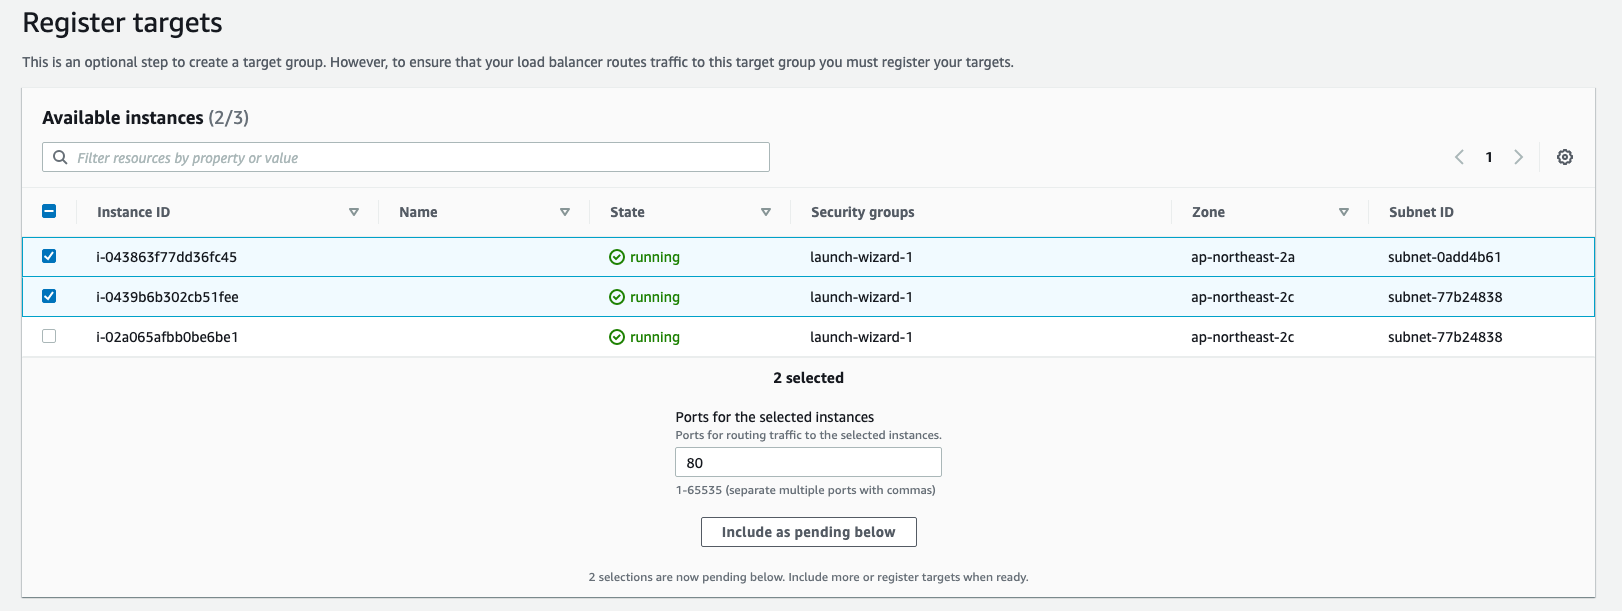 Register targets
This is an optional step to create a target group. However, to ensure that your load balancer routes traffic to this target group you must register your targets.
Available instances (2/3)
Filter resources by property or value
1
Instance ID Name State Security groups Zone Subnet ID
i-043863f77dd36fc45 running launch-wizard-1 ap-northeast-2a subnet-0add4b61
i-0439b6b302cb51fee running launch-wizard-1 ap-northeast-2c subnet-77b24838
i-02a065afbb0be6be1 running launch-wizard-1 ap-northeast-2c subnet-77b24838
2 selected
Ports for the selected instances
Ports for routing traffic to the selected instances.
80
1-65535 (separate multiple ports with commas)
Include as pending below
2 selections are now pending below. Include more or register targets when ready.